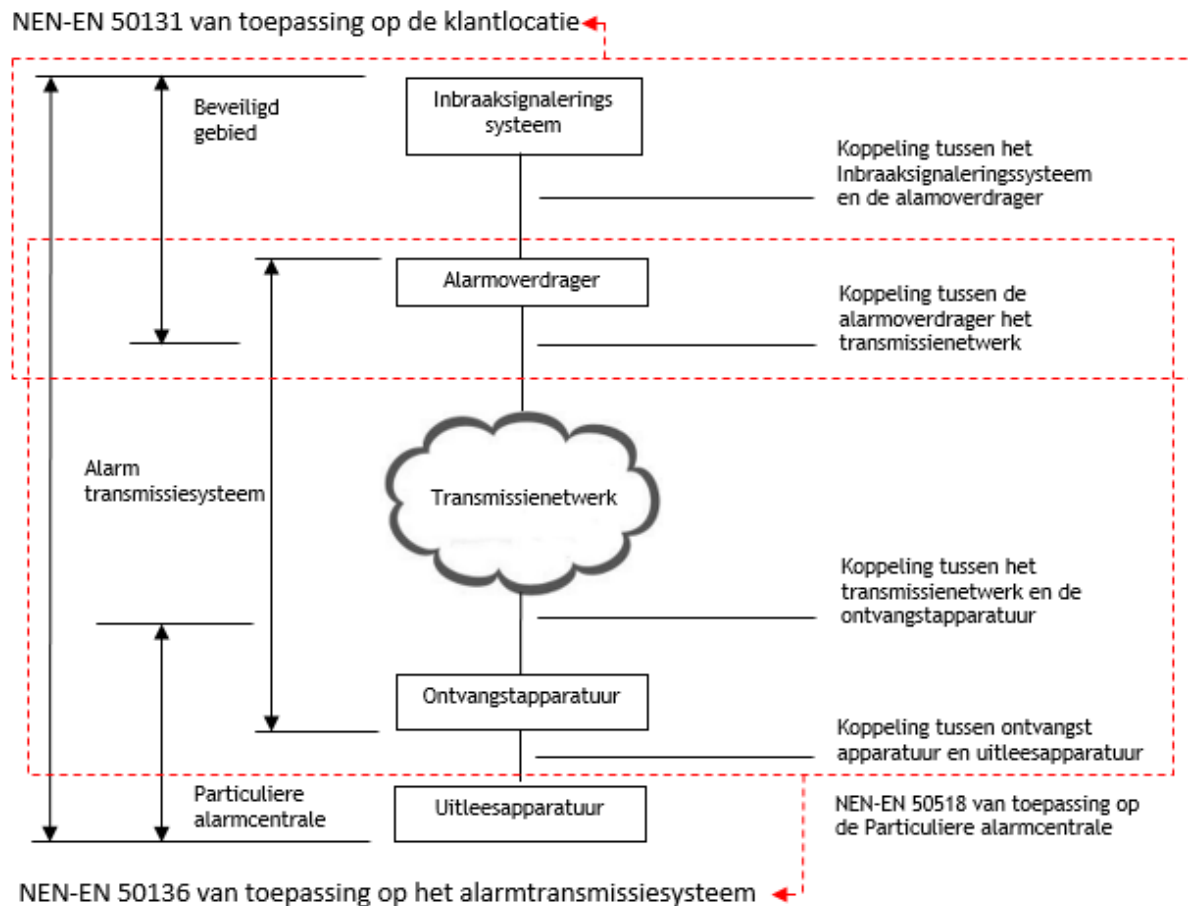 NEN-EN 50131 van toepassing op de klantlocatie
Beveiligd
gebied
Inbraaksignalerings
systeem
Koppeling tussen het
Inbraaksignaleringssysteem
en de alamoverdrager
Alarmoverdrager
Koppeling tussen de
alarmoverdrager het
transmissienetwerk
Alarm
transmissiesysteem
Transmissienetwerk
Koppeling tussen het
transmissienetwerk en de
ontvangstapparatuur
Ontvangstapparatuur
Koppeling tussen ontvangst
apparatuur en uitleesapparatuur
Particuliere
alarmcentrale
Uitleesapparatuur
NEN-EN 50518 van toepassing op
de Particuliere alarmcentrale
NEN-EN 50136 van toepassing op het alarmtransmissiesysteem